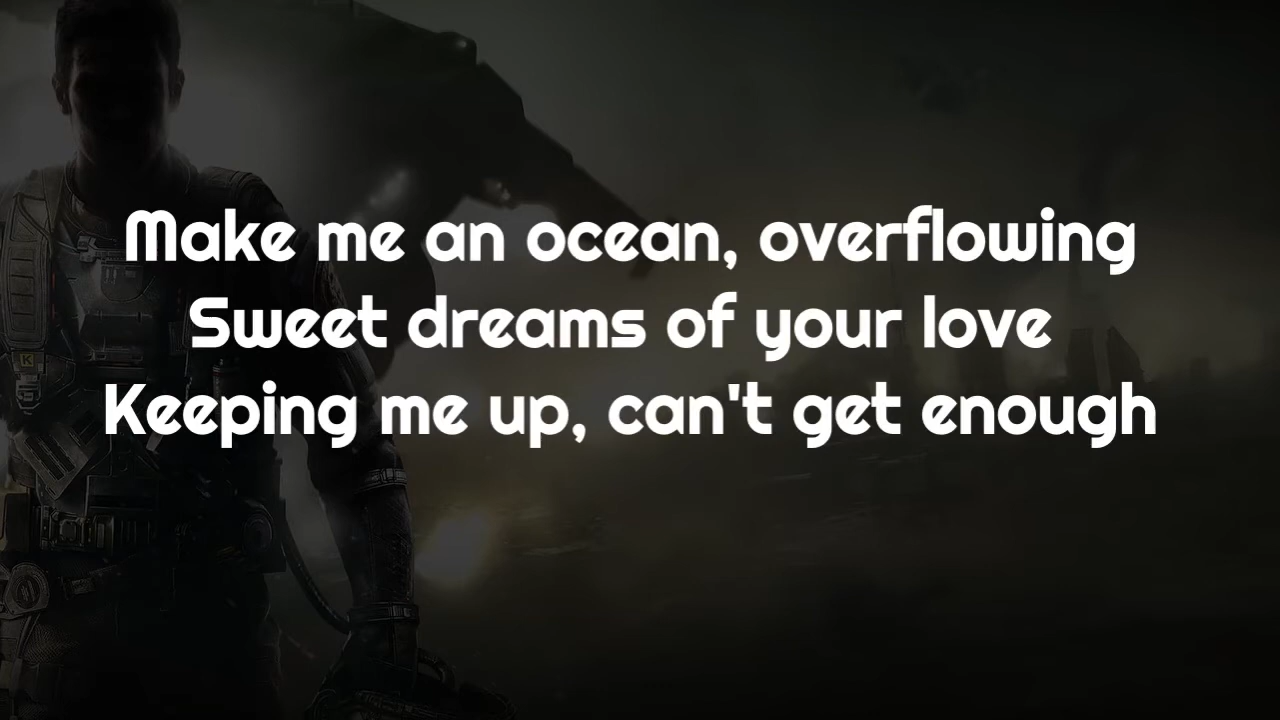 Make me an ocean, overflowing
Sweet dreams of your love
Keeping me up, can't get enough
K